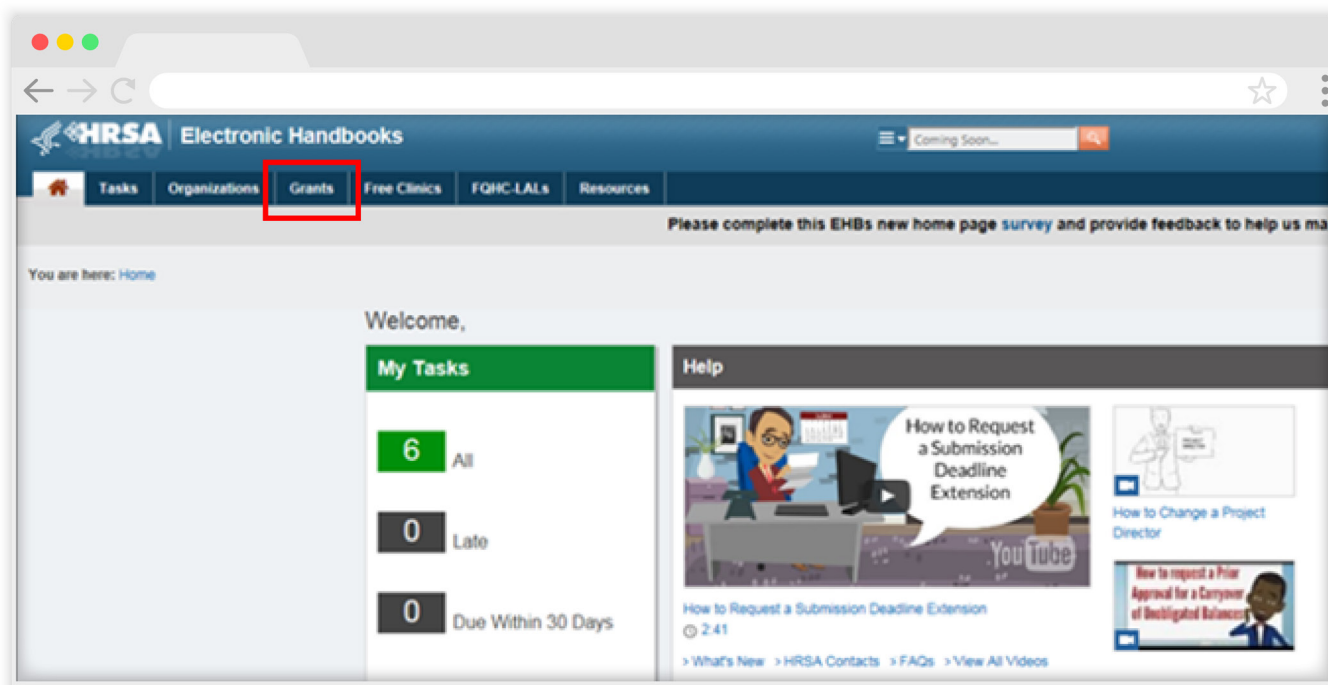 HRSA Electronic Handbooks
Coming Soon...
Tasks Organizations Grants Free Clinics FQHC-LALs Resources
Please complete this EHBs new home page survey and provide feedback to help us ma
You are here: Home
Welcome,
My Tasks
6 All
0 Late
0 Due Within 30 Days
Help
How to Request
a Submission
Deadline
Extension
YouTube
How to Request a Submission Deadline Extension
2:41
> What's New > HRSA Contacts > FAQs > View All Videos
PROJECT
DIRECTOR
How to Change a Project
Director
How to request a Prior
Approval for a Carryover
of Unobligated Balances